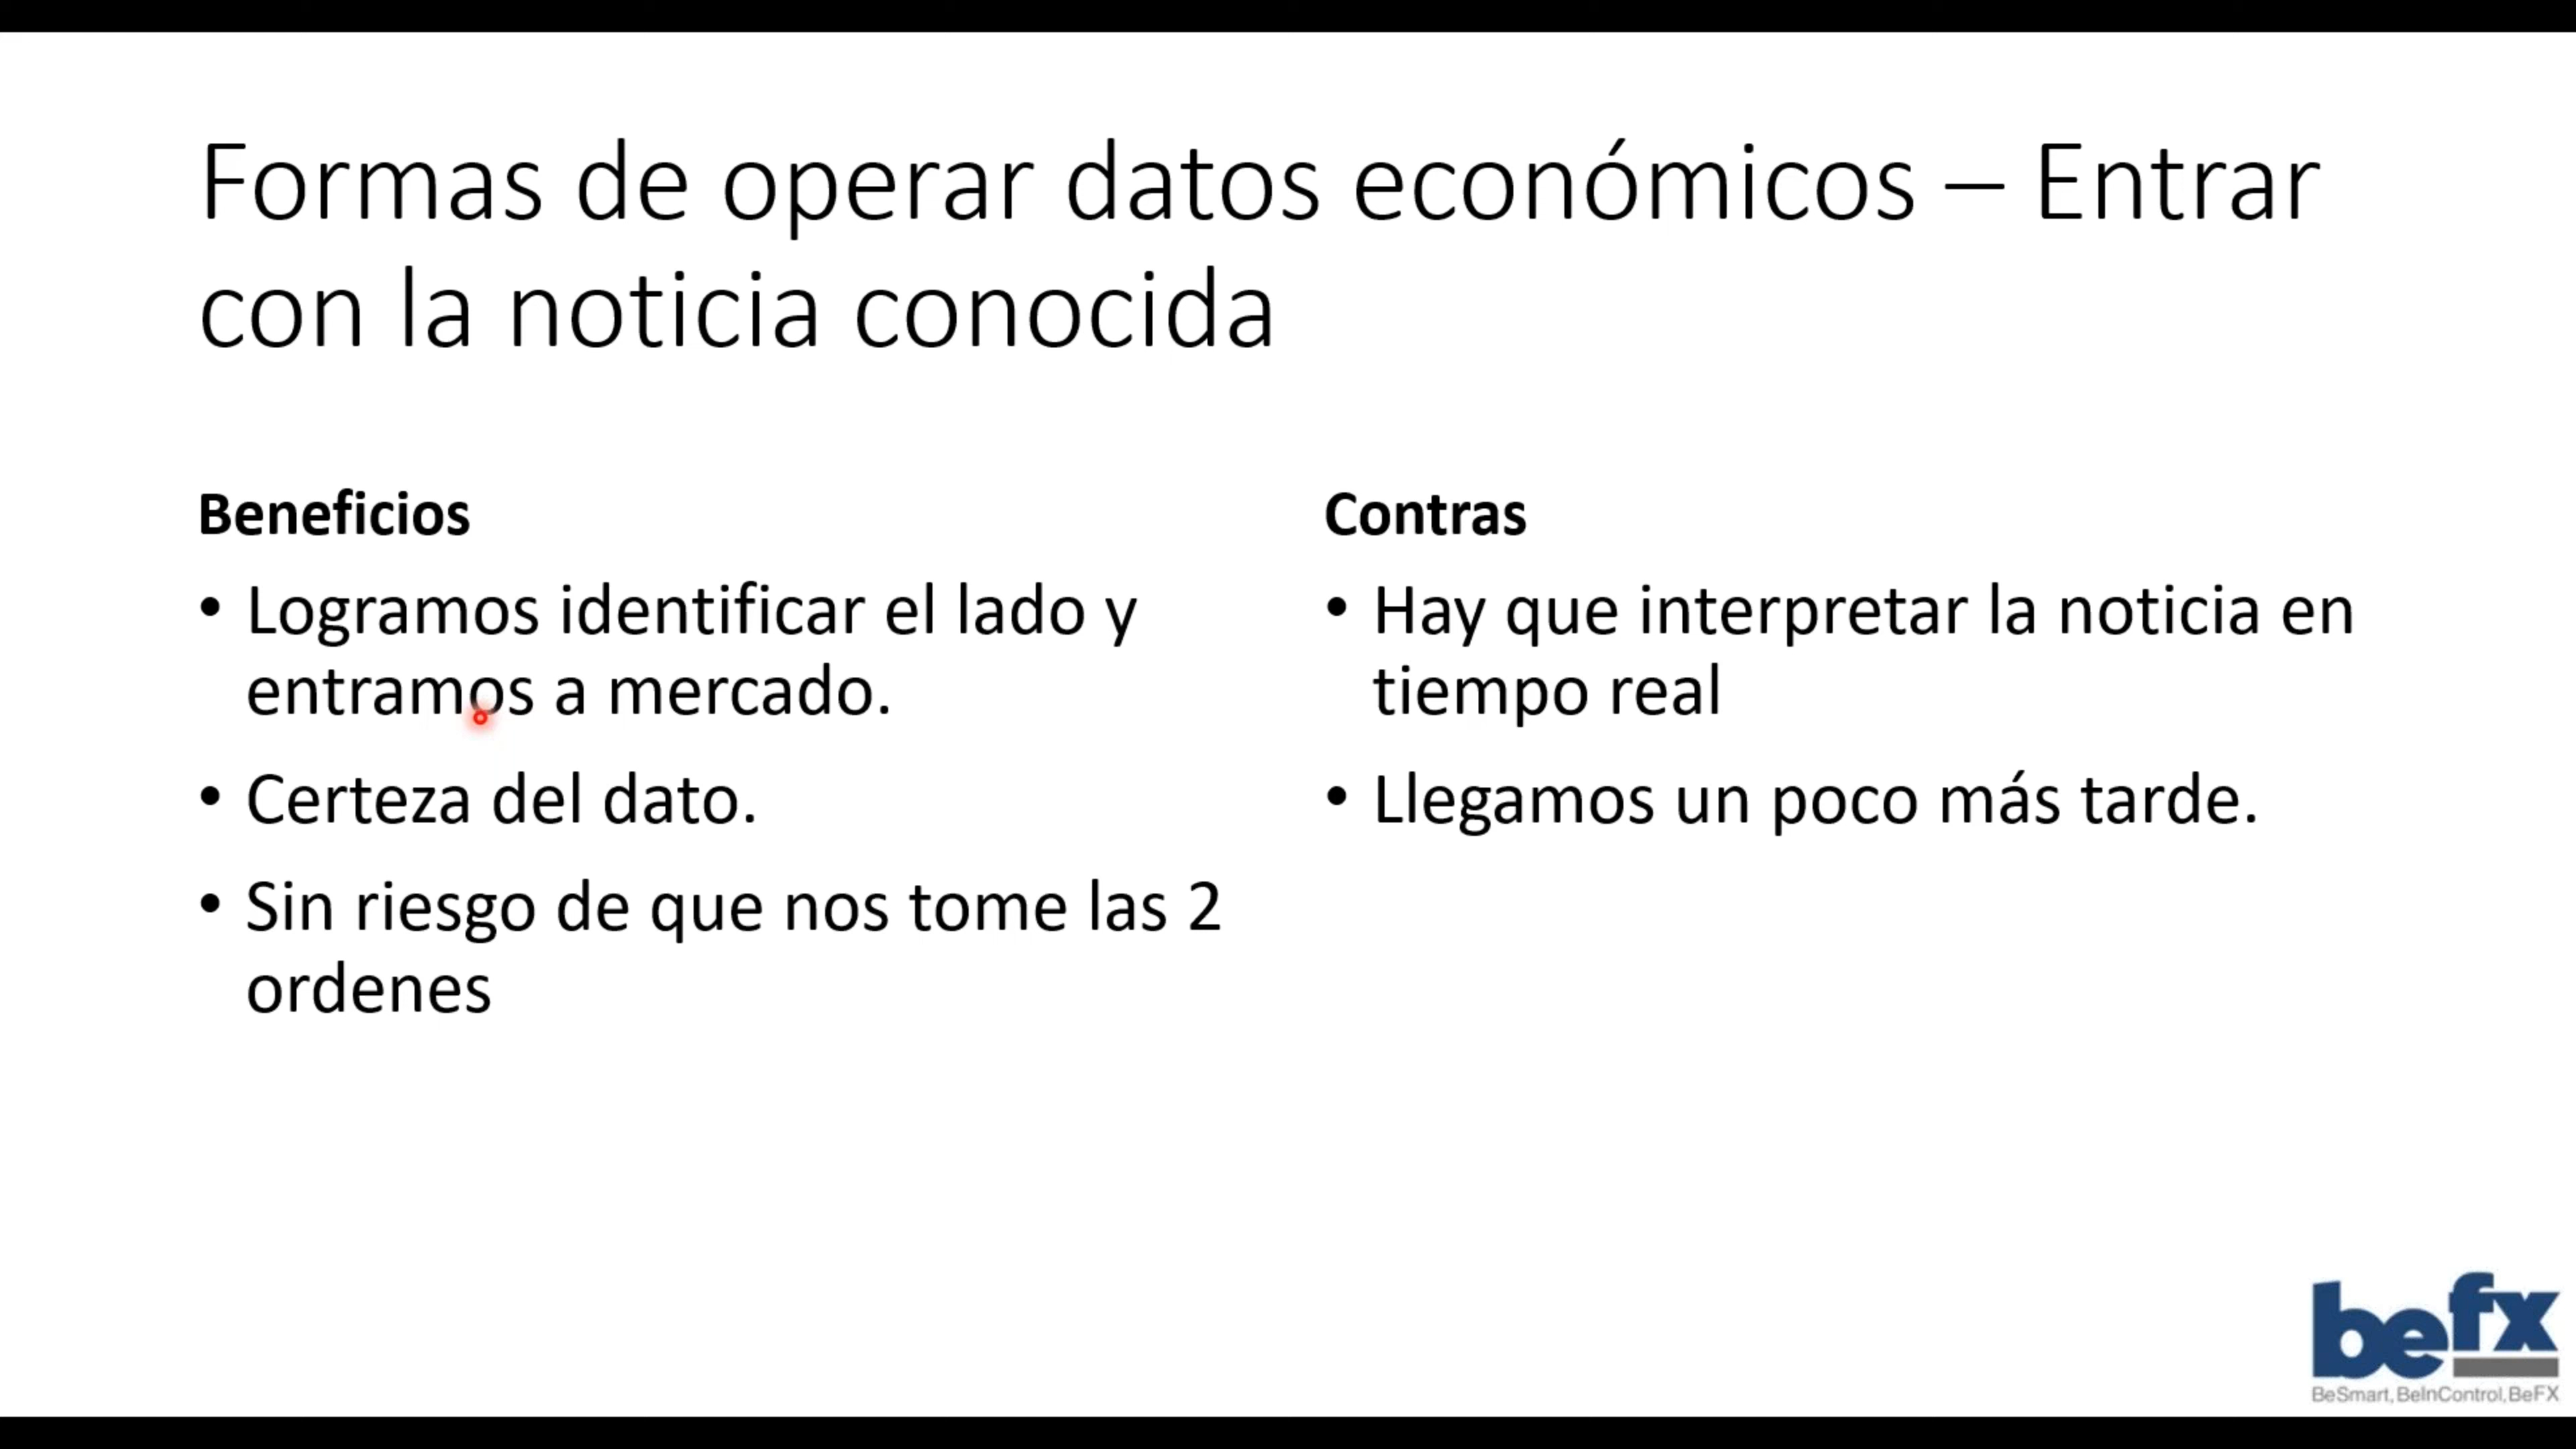 Formas de operar datos económicos – Entrar
con la noticia conocida
Beneficios
• Logramos identificar el lado y
entramos a mercado.
• Certeza del dato.
• Sin riesgo de que nos tome las 2
ordenes
Contras
• Hay que interpretar la noticia en
tiempo real
• Llegamos un poco más tarde.
befx
BeSmart, BeInControl, BeFX